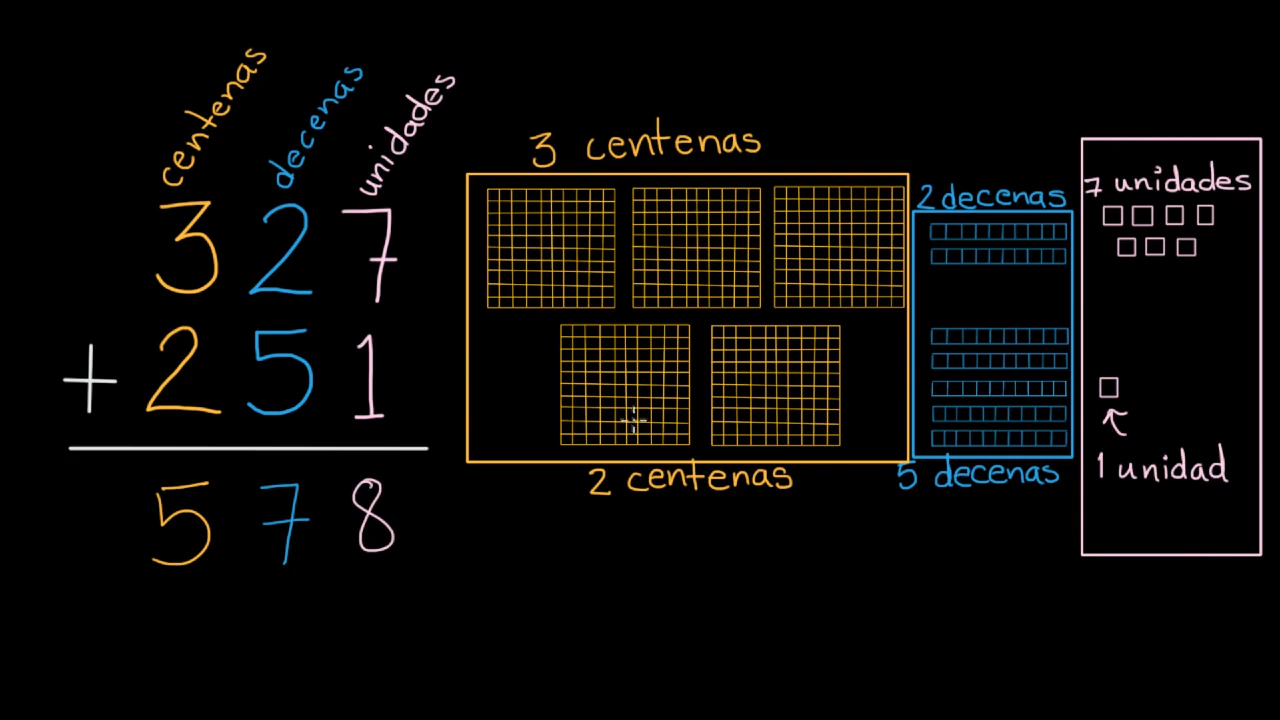 centenas decenas unidades
327
+ 251
578
3 centenas
2 centenas
2 decenas
5 decenas
7 unidades
1 unidad